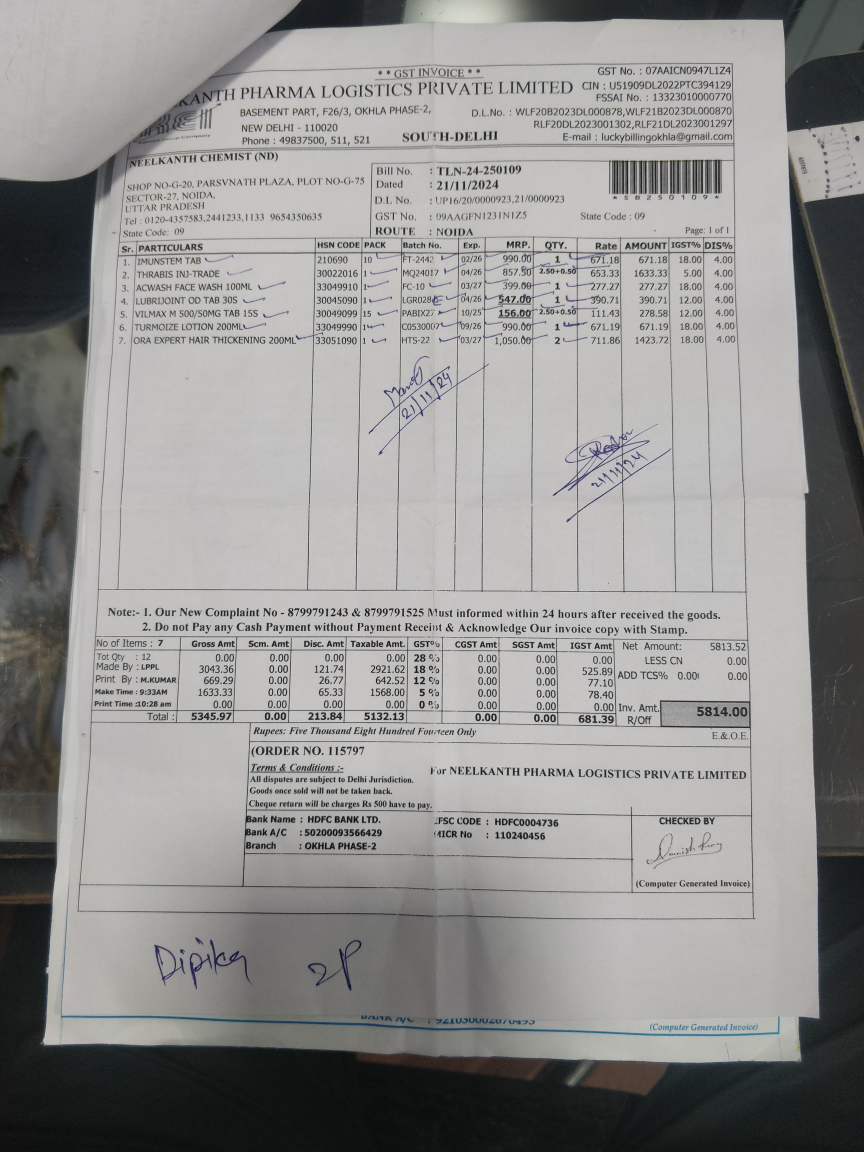 ** GST INVOICE **
GST No. : 07AAICN0947L1Z4
KANTH PHARMA LOGISTICS PRIVATE LIMITED
CIN : U51909DL2022PTC394129
FSSAI No. : 13323010000770
BASEMENT PART, F26/3, OKHLA PHASE-2,
NEW DELHI - 110020
Phone : 49837500, 511, 521
SOUTH-DELHI
D.L.No. : WLF20B2023DL000878,WLF21B2023DL000870
RLF20DL2023001302,RLF21DL2023001297
E-mail : luckybillingokhla@gmail.com
NEELKANTH CHEMIST (ND)
SHOP NO-G-20, PARSVNATH PLAZA, PLOT NO-G-75
SECTOR-27, NOIDA.
UTTAR PRADESH
Tel : 0120-4357583,2441233,1133 9654350635
State Code: 09
Bill No. : TLN-24-250109
Dated : 21/11/2024
D.L No. : UP16/20/0000923,21/0000923
GST No. : 09AAGFN1231N1Z5
State Code : 09
ROUTE : NOIDA
*5B250109*
Page: 1 of 1
Sr. PARTICULARS HSN CODE PACK Batch No. Exp. MRP. QTY. Rate AMOUNT IGST% DIS%
1. IMUNSTEM TAB 210690 10 FT-2442 02/26 990.00 1 671.18 671.18 18.00 4.00
2. THRABIS INJ-TRADE 30022016 1 MQ24017 04/26 857.50 2.50+0.50 653.33 1633.33 5.00 4.00
3. ACWASH FACE WASH 100ML 33049910 1 FC-10 03/27 399.00 1 277.27 277.27 18.00 4.00
4. LUBRIJOINT OD TAB 30S 30045090 1 LGR028E 04/26 547.00 1 390.71 390.71 12.00 4.00
5. VILMAX M 500/50MG TAB 15S 30049099 15 PABIX27 10/25 156.00 2.50+0.50 111.43 278.58 12.00 4.00
6. TURMOIZE LOTION 200ML 33049990 1 C0530007 09/26 990.00 1 671.19 671.19 18.00 4.00
7. ORA EXPERT HAIR THICKENING 200ML 33051090 1 HTS-22 03/27 1,050.00 2 711.86 1423.72 18.00 4.00
21/11/24
21/11/24
Note:- 1. Our New Complaint No - 8799791243 & 8799791525 Must informed within 24 hours after received the goods.
2. Do not Pay any Cash Payment without Payment Receipt & Acknowledge Our invoice copy with Stamp.
No of Items : 7 Gross Amt Scm. Amt Disc. Amt Taxable Amt. GST% CGST Amt SGST Amt IGST Amt
Tot Qty : 12 0.00 0.00 0.00 0.00 28 % 0.00 0.00 0.00
Made By : LPPL 3043.36 0.00 121.74 2921.62 18 % 0.00 0.00 525.89
Print By : M.KUMAR 669.29 0.00 26.77 642.52 12 % 0.00 0.00 77.10
Make Time : 9:33AM 1633.33 0.00 65.33 1568.00 5 % 0.00 0.00 78.40
Print Time :10:28 am 0.00 0.00 0.00 0.00 0 % 0.00 0.00 0.00
Total : 5345.97 0.00 213.84 5132.13 0.00 0.00 681.39
Net Amount: 5813.52
LESS CN 0.00
ADD TCS% 0.00 0.00
Inv. Amt. 5814.00
R/Off
Rupees: Five Thousand Eight Hundred Fourteen Only
E.& O.E.
(ORDER NO. 115797
Terms & Conditions :-
All disputes are subject to Delhi Jurisdiction.
Goods once sold will not be taken back.
Cheque return will be charges Rs 500 have to pay.
For NEELKANTH PHARMA LOGISTICS PRIVATE LIMITED
Bank Name : HDFC BANK LTD.
Bank A/C : 50200093566429
Branch : OKHLA PHASE-2
IFSC CODE : HDFC0004736
MICR No : 110240456
CHECKED BY
(Computer Generated Invoice)
Dipika 2P
BANK A/C : 921030002670493
(Computer Generated Invoice)